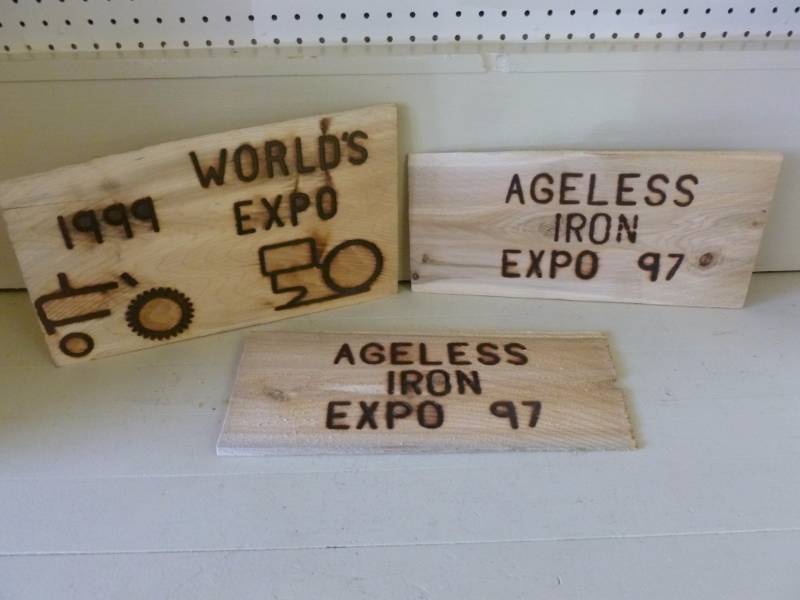 WORLD'S
1999 EXPO
AGELESS
IRON
EXPO 97
AGELESS
IRON
EXPO 97